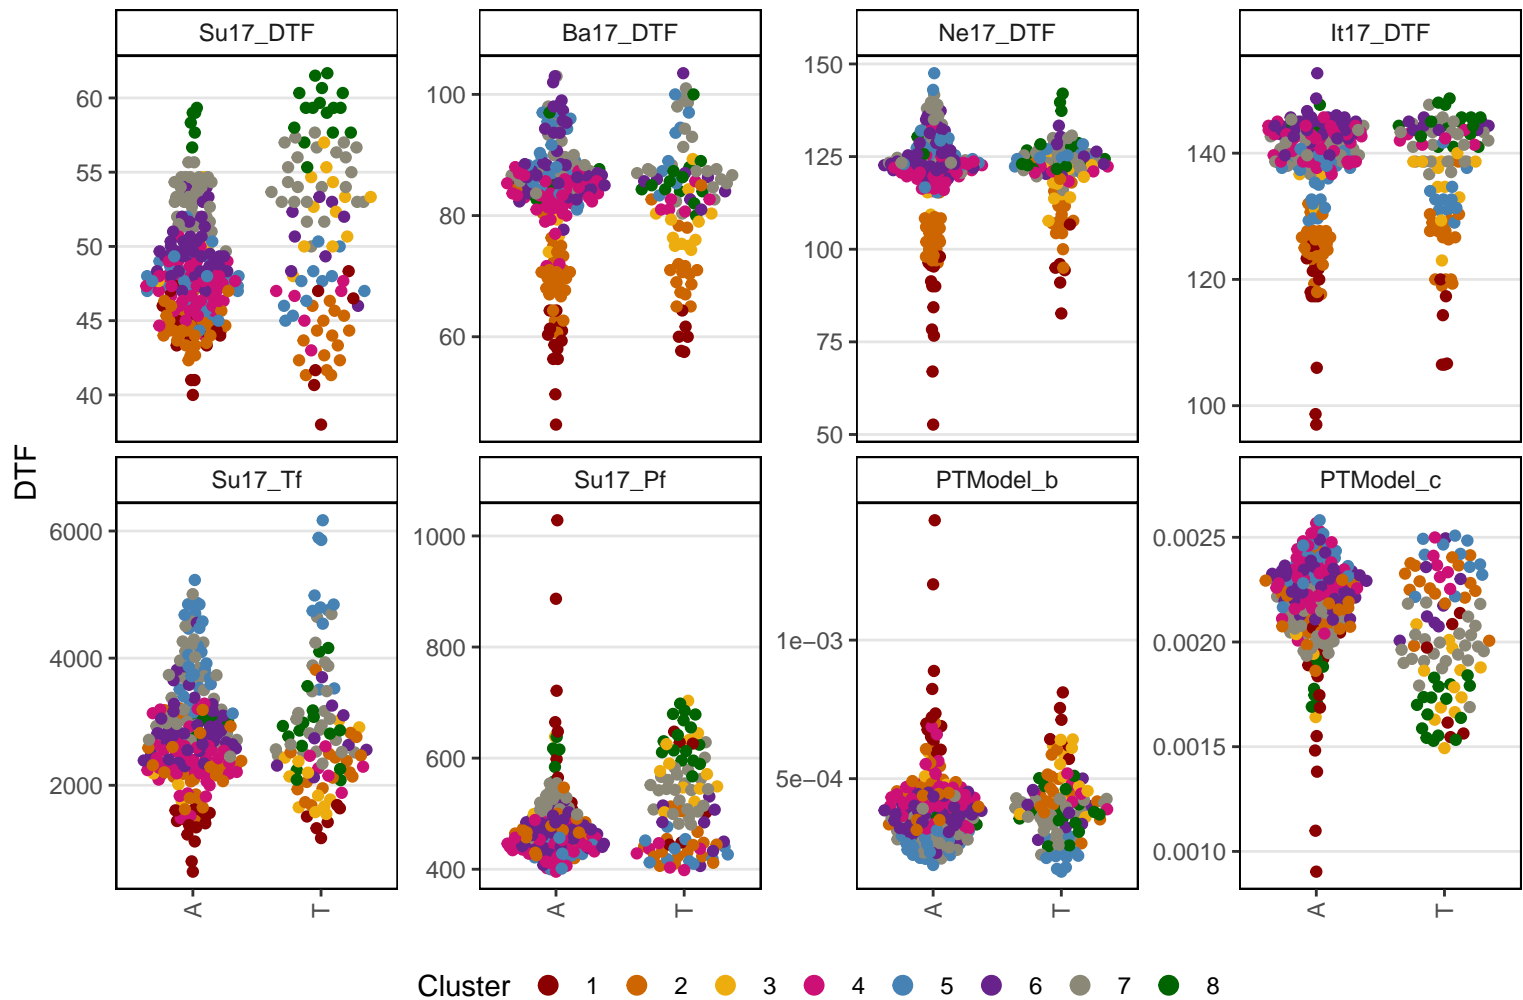 Su17_DTF
Ba17_DTF
Ne17_DTF
It17_DTF
60
55
50
45
40
100
80
60
150
125
100
75
50
140
120
100
DTF
Su17_Tf
Su17_Pf
PTModel_b
PTModel_c
6000
4000
2000
1000
800
600
400
1e−03
5e−04
0.0025
0.0020
0.0015
0.0010
A T A T A T A T
Cluster 1 2 3 4 5 6 7 8